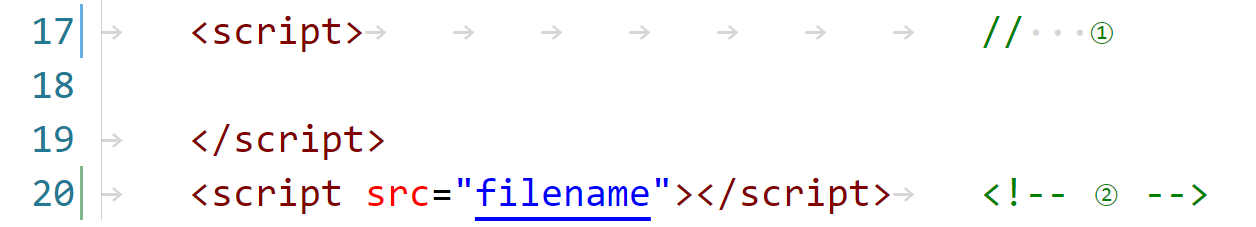 17 <script> // ①
18
19 </script>
20 <script src="filename"></script> <!-- ② -->